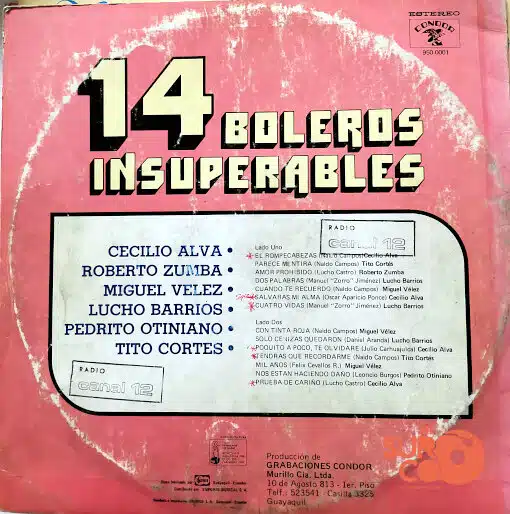 ESTEREO
CONDOR
950.0001
14 BOLEROS
INSUPERABLES
RADIO
canal 12
CECILIO ALVA •
ROBERTO ZUMBA •
MIGUEL VELEZ •
LUCHO BARRIOS •
PEDRITO OTINIANO •
TITO CORTES •
Lado Uno
EL ROMPECABEZAS (Naldo Campos) Cecilio Alva
PARECE MENTIRA (Naldo Campos) Tito Cortés
AMOR PROHIBIDO (Lucho Castro) Roberto Zumba
DOS PALABRAS (Manuel "Zorro" Jiménez) Lucho Barrios
CUANDO TE RECUERDO (Naldo Campos) Miguel Vélez
SALVARAS MI ALMA (Oscar Aparicio Ponce) Cecilio Alva
CUATRO VIDAS (Manuel "Zorro" Jiménez) Lucho Barrios
Lado Dos
CON TINTA ROJA (Naldo Campos) Miguel Vélez
SOLO CENIZAS QUEDARON (Daniel Aranda) Lucho Barrios
POQUITO A POCO, TE OLVIDARE (Julio Carhuajulca) Cecilio Alva
TENDRAS QUE RECORDARME (Naldo Campos) Tito Cortés
MIL AÑOS (Félix Cevallos R.) Miguel Vélez
NOS ESTAN HACIENDO DAÑO (Leoncio Burgos) Pedrito Otiniano
PRUEBA DE CARIÑO (Lucho Castro) Cecilio Alva
RADIO
canal 12
Producción de
GRABACIONES CONDOR
Murillo Cia. Ltda.
10 de Agosto 813 - 1er. Piso
Telf.: 523541 - Casilla 3325
Guayaquil